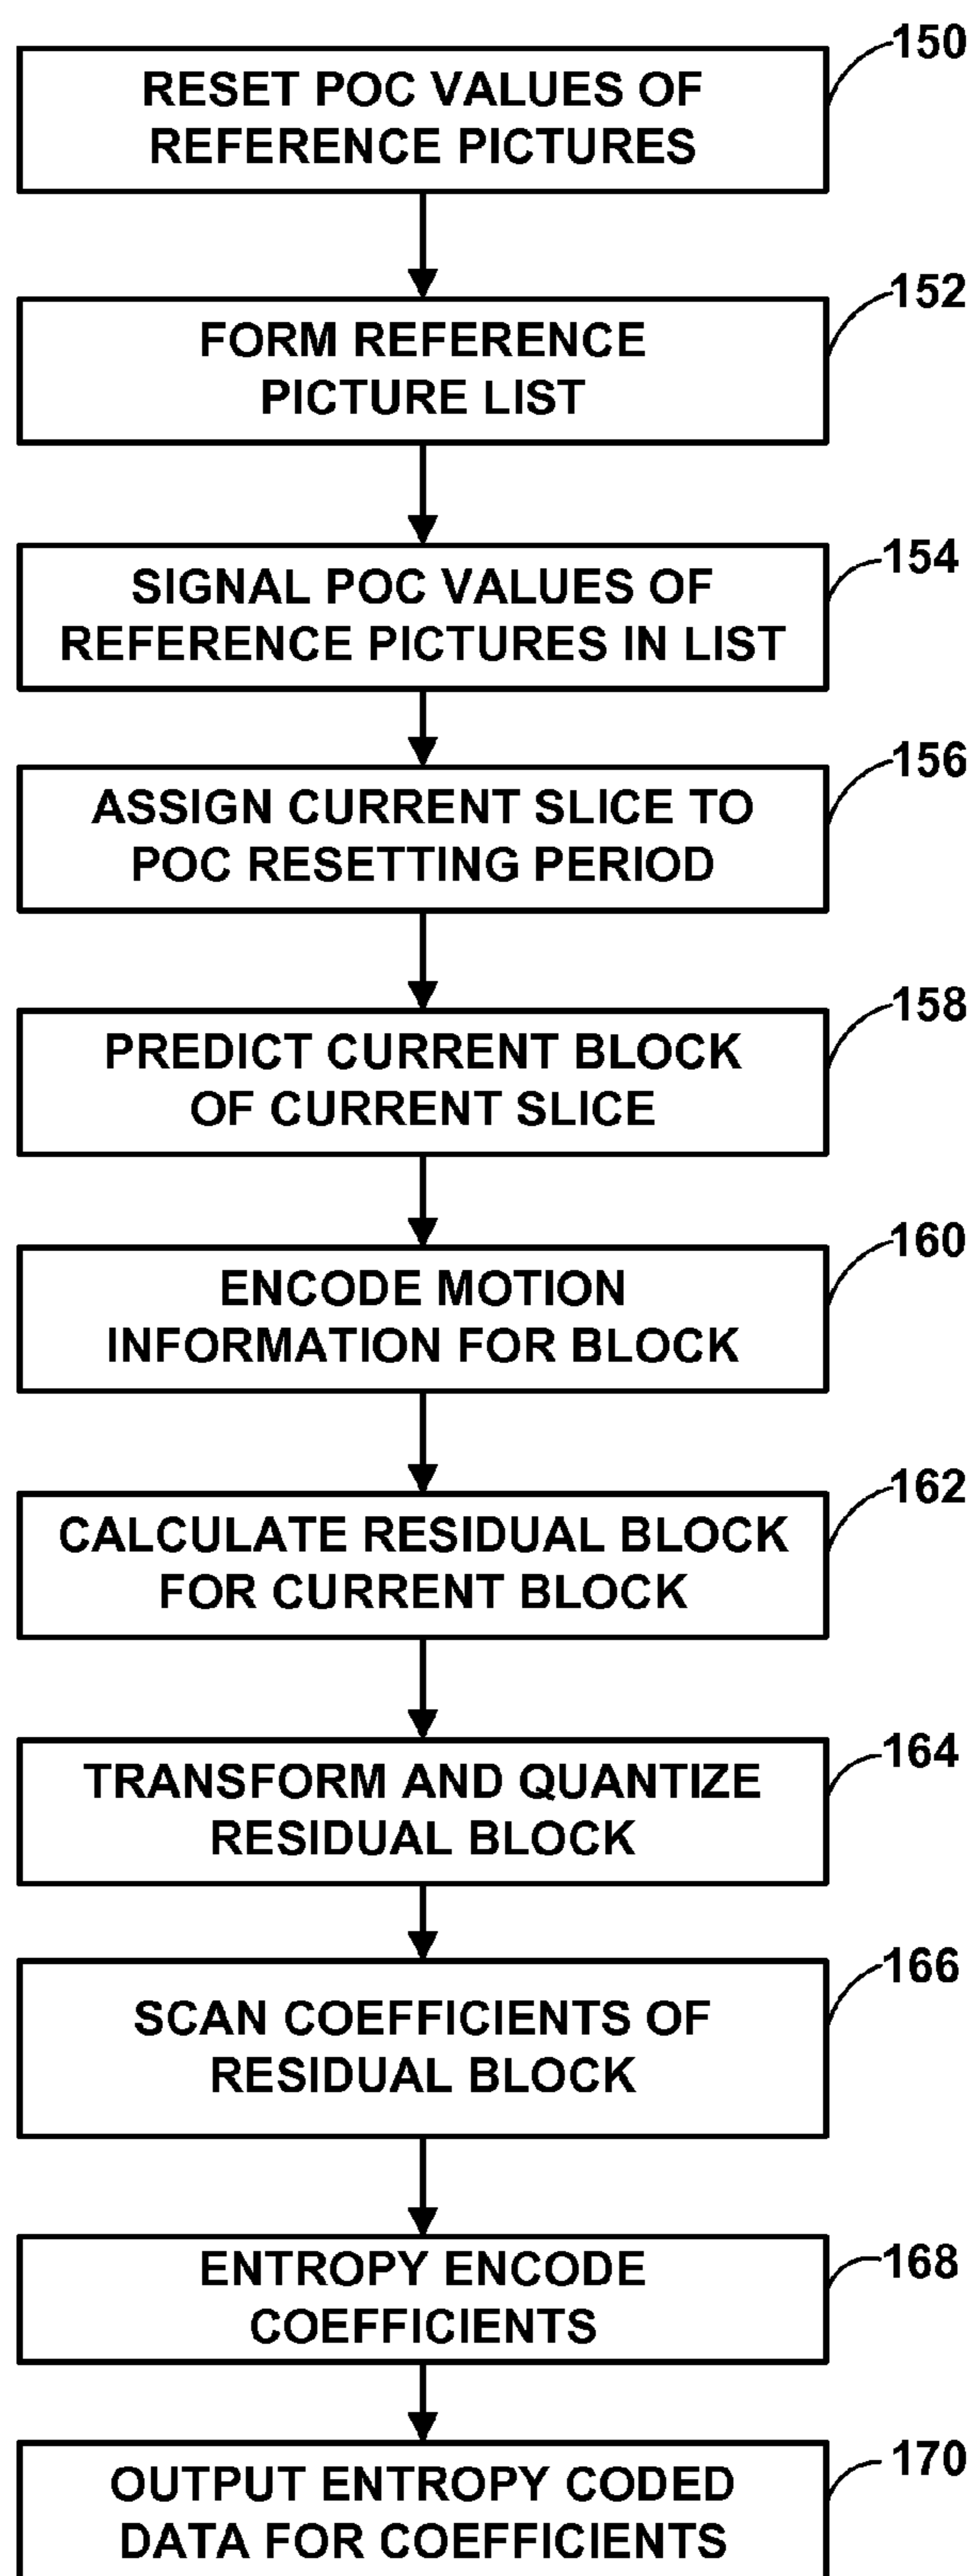 150
RESET POC VALUES OF
REFERENCE PICTURES
152
FORM REFERENCE
PICTURE LIST
154
SIGNAL POC VALUES OF
REFERENCE PICTURES IN LIST
156
ASSIGN CURRENT SLICE TO
POC RESETTING PERIOD
158
PREDICT CURRENT BLOCK
OF CURRENT SLICE
160
ENCODE MOTION
INFORMATION FOR BLOCK
162
CALCULATE RESIDUAL BLOCK
FOR CURRENT BLOCK
164
TRANSFORM AND QUANTIZE
RESIDUAL BLOCK
166
SCAN COEFFICIENTS OF
RESIDUAL BLOCK
168
ENTROPY ENCODE
COEFFICIENTS
170
OUTPUT ENTROPY CODED
DATA FOR COEFFICIENTS